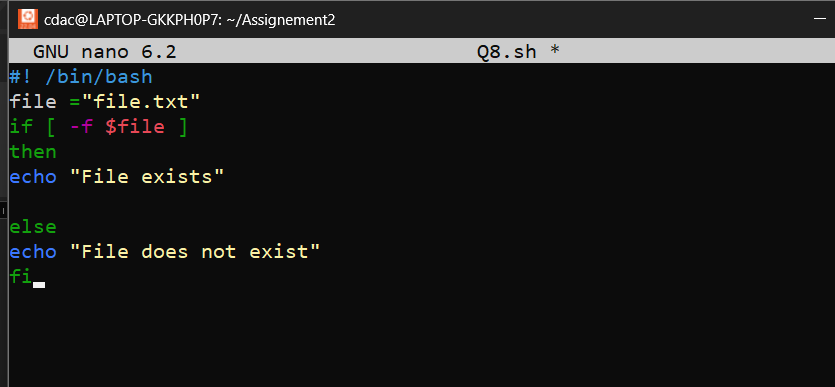 cdac@LAPTOP-GKKPH0P7: ~/Assignement2
GNU nano 6.2 Q8.sh *
#! /bin/bash
file ="file.txt"
if [ -f $file ]
then
echo "File exists"
else
echo "File does not exist"
fi